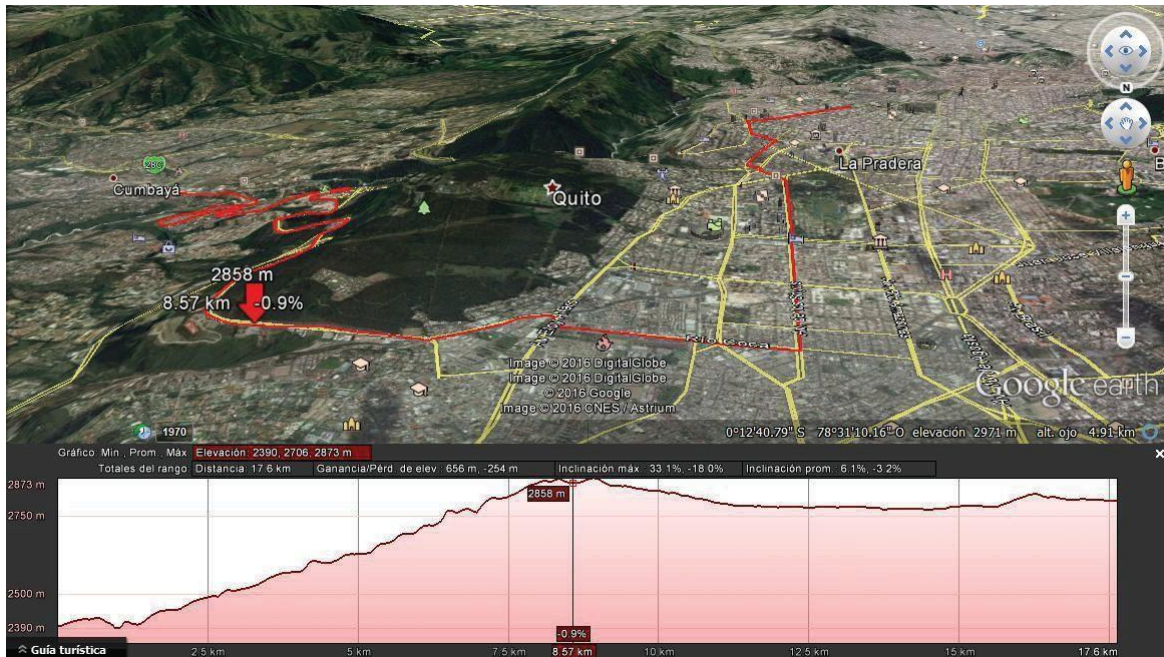 N
Cumbayá
Quito
La Pradera
2858 m
8.57 km
-0.9%
Río Coca
Image © 2016 DigitalGlobe
Image © 2016 DigitalGlobe
© 2016 Google
Image © 2016 CNES / Astrium
Google earth
1970
0°12'40.79" S 78°31'10.16" O elevación 2971 m alt. ojo 4.91 km
Gráfico: Mín., Prom., Máx. Elevación: 2390, 2706, 2873 m
Totales del rango: Distancia: 17.6 km Ganancia/Pérd. de elev.: 656 m, -254 m Inclinación máx.: 33.1%, -18.0% Inclinación prom.: 6.1%, -3.2%
2873 m
2858 m
2750 m
2500 m
2390 m
-0.9%
Guía turística
2.5 km 5 km 7.5 km 8.57 km 10 km 12.5 km 15 km 17.6 km